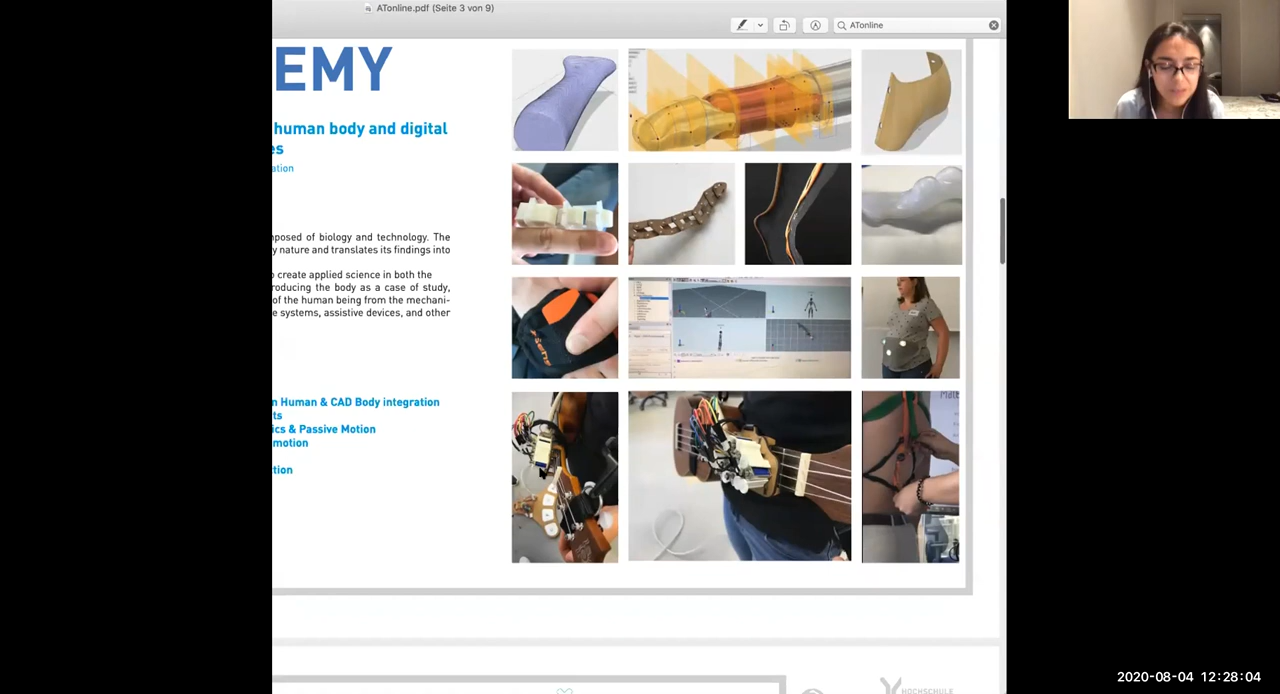 ATonline.pdf (Seite 3 von 9)
ATonline
EMY
human body and digital
es
ation
posed of biology and technology. The
y nature and translates its findings into
o create applied science in both the
roducing the body as a case of study,
of the human being from the mechani-
e systems, assistive devices, and other
n Human & CAD Body integration
ts
ics & Passive Motion
motion
tion
HOCHSCHULE
2020-08-04 12:28:04